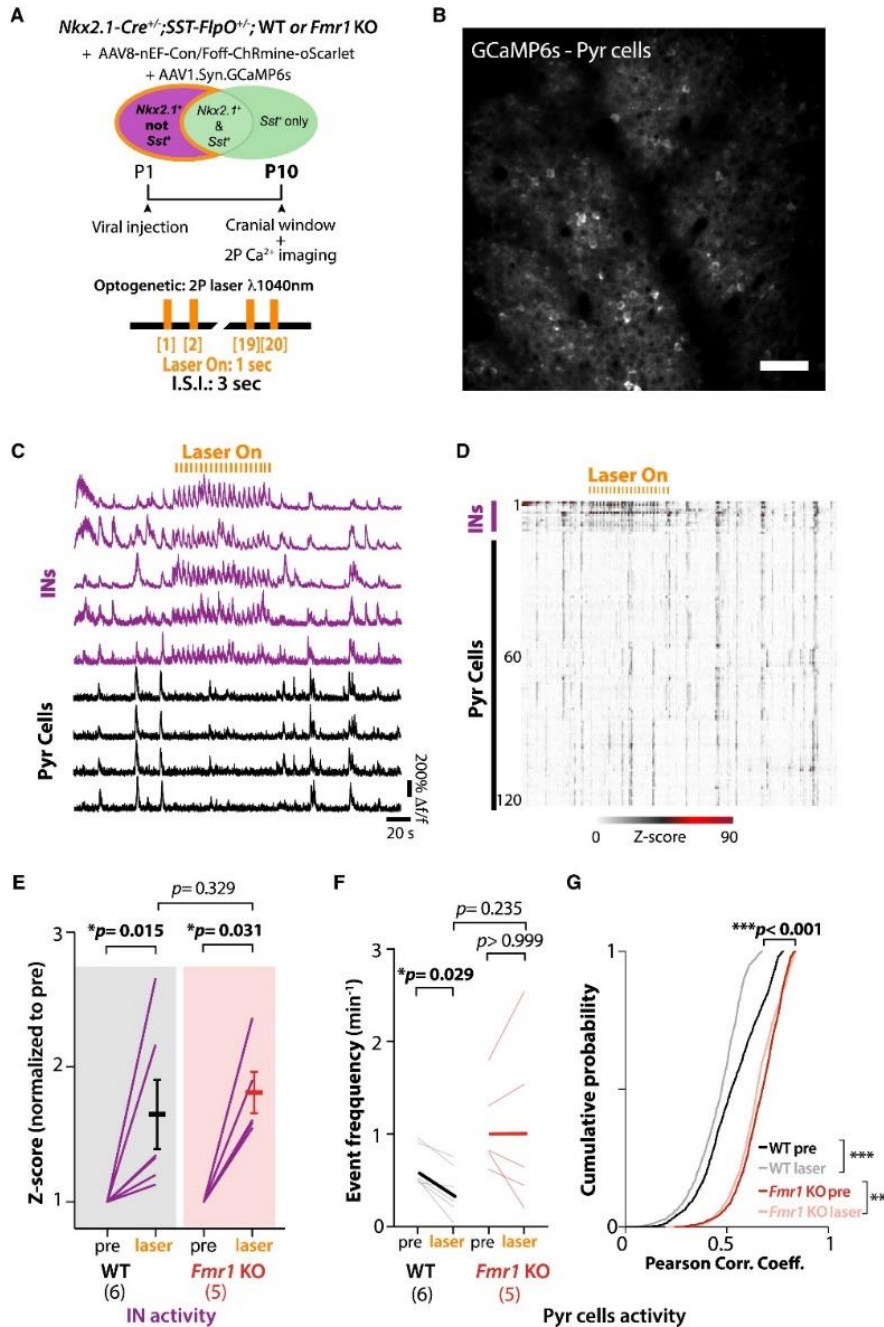 A
Nkx2.1-Cre+/-;SST-FlpO+/-; WT or Fmr1 KO
+ AAV8-nEF-Con/Foff-ChRmine-oScarlet
+ AAV1.Syn.GCaMP6s
Nkx2.1+
not
Sst+
Nkx2.1+
&
Sst+
Sst+ only
P1
P10
Viral injection
Cranial window
+
2P Ca2+ imaging
Optogenetic: 2P laser λ.1040nm
[1] [2] [19][20]
Laser On: 1 sec
I.S.I.: 3 sec
B
GCaMP6s - Pyr cells
C
Laser On
INs
Pyr Cells
200% Δf/f
20 s
D
Laser On
INs
Pyr Cells
1
60
120
0 Z-score 90
E
p= 0.329
*p= 0.015
*p= 0.031
Z-score (normalized to pre)
3
2
1
pre laser pre laser
WT Fmr1 KO
(6) (5)
IN activity
F
p= 0.235
p> 0.999
*p= 0.029
Event frequuency (min-1)
3
2
1
0
pre laser pre laser
WT Fmr1 KO
(6) (5)
Pyr cells activity
G
***p< 0.001
Cumulative probability
1
0
WT pre
WT laser
***
Fmr1 KO pre
Fmr1 KO laser
**
0 0.5 1
Pearson Corr. Coeff.